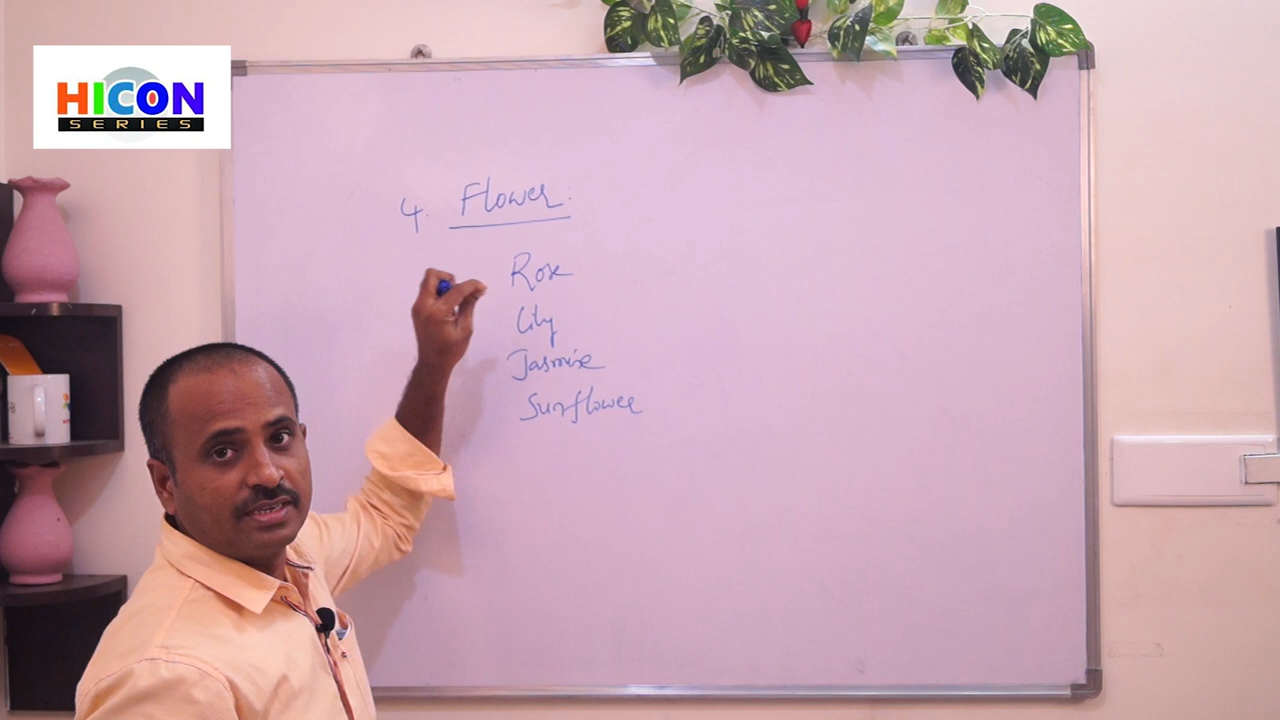 HICON
SERIES
4. Flower:
Rose
Lily
Jasmine
Sunflower